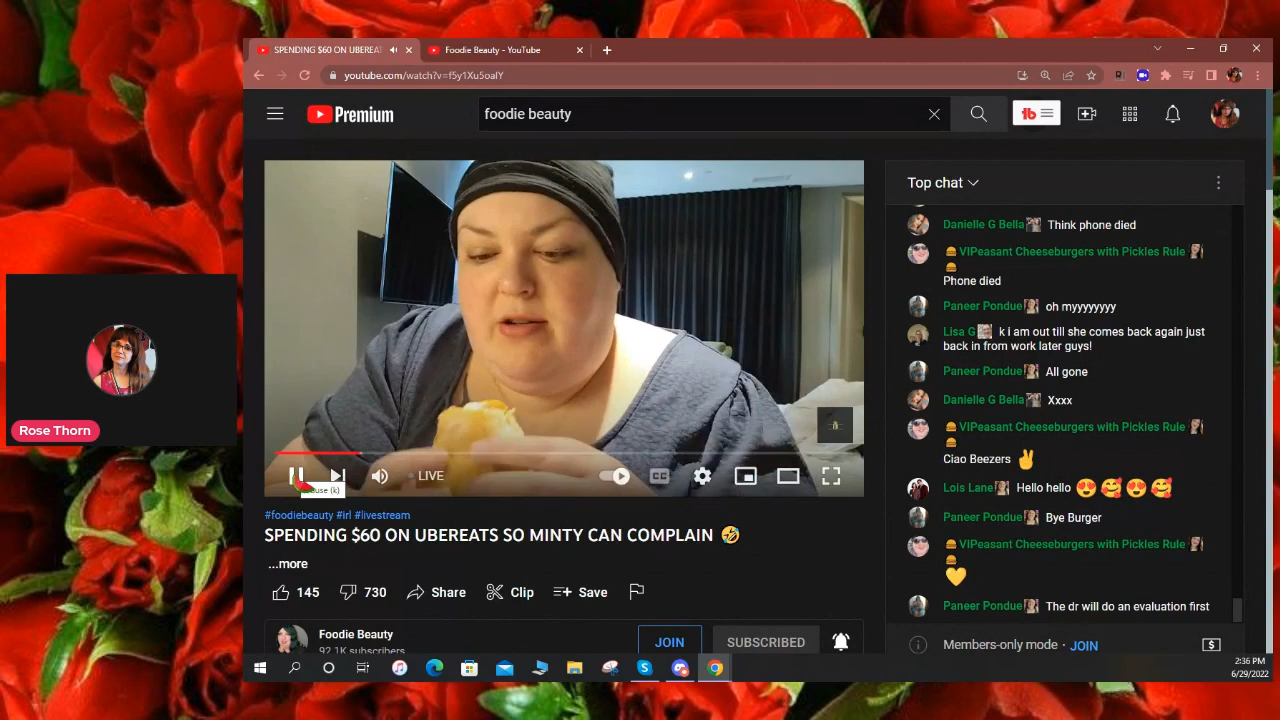 SPENDING $60 ON UBEREAT
Foodie Beauty - YouTube
youtube.com/watch?v=f5y1Xu5oaIY
Premium
foodie beauty
tb
Top chat
Danielle G Bella Think phone died
VIPeasant Cheeseburgers with Pickles Rule
Phone died
Paneer Pondue oh myyyyyyyy
Lisa G k i am out till she comes back again just
back in from work later guys!
Paneer Pondue All gone
Danielle G Bella Xxxx
VIPeasant Cheeseburgers with Pickles Rule
Ciao Beezers ✌
Lois Lane Hello hello 😍🥰😍🥰
Paneer Pondue Bye Burger
VIPeasant Cheeseburgers with Pickles Rule
💛
Paneer Pondue The dr will do an evaluation first
Members-only mode · JOIN
Rose Thorn
LIVE
CC
(k)
#foodiebeauty #irl #livestream
SPENDING $60 ON UBEREATS SO MINTY CAN COMPLAIN 🤣
...more
145 730 Share Clip Save
Foodie Beauty
92.1K subscribers
JOIN SUBSCRIBED
2:36 PM
6/29/2022